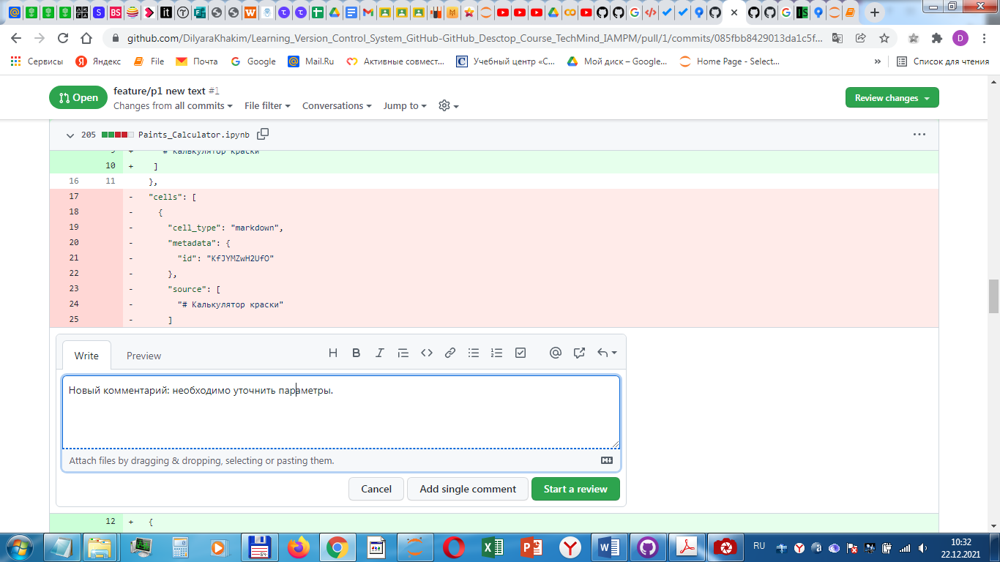 github.com/DilyaraKhakim/Learning_Version_Control_System_GitHub-GitHub_Desctop_Course_TechMind_IAMPM/pull/1/commits/085fbb8429013da1c5f...
D
Сервисы Яндекс File Почта Google Mail.Ru Активные совмест... Учебный центр «С... Мой диск – Google... Home Page - Select... » Список для чтения
Open
feature/p1 new text #1
Changes from all commits File filter Conversations Jump to
Review changes
205 Paints_Calculator.ipynb
9 + "# Калькулятор краски"
10 + ]
16 11 },
17 - "cells": [
18 - {
19 - "cell_type": "markdown",
20 - "metadata": {
21 - "id": "KfJYMZwH2UfO"
22 - },
23 - "source": [
24 - "# Калькулятор краски"
25 - ]
Write Preview
Новый комментарий: необходимо уточнить параметры.
Attach files by dragging & dropping, selecting or pasting them.
Cancel Add single comment Start a review
12 + {
RU
10:32
22.12.2021